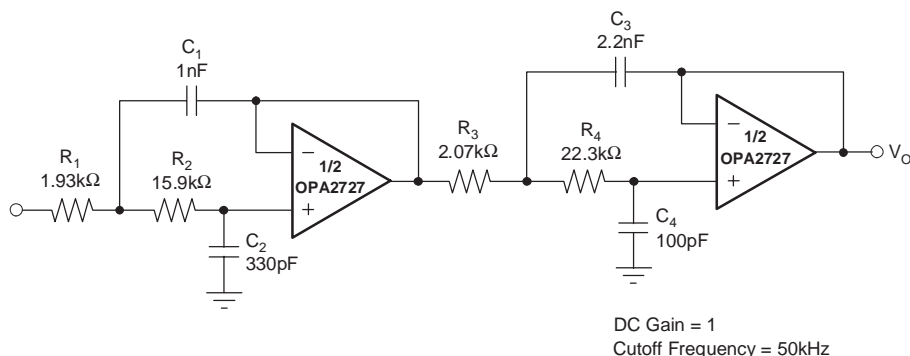 C1
1nF
C3
2.2nF
R1
1.93kΩ
R2
15.9kΩ
−
1/2
OPA2727
+
C2
330pF
R3
2.07kΩ
R4
22.3kΩ
−
1/2
OPA2727
+
C4
100pF
VO
DC Gain = 1
Cutoff Frequency = 50kHz